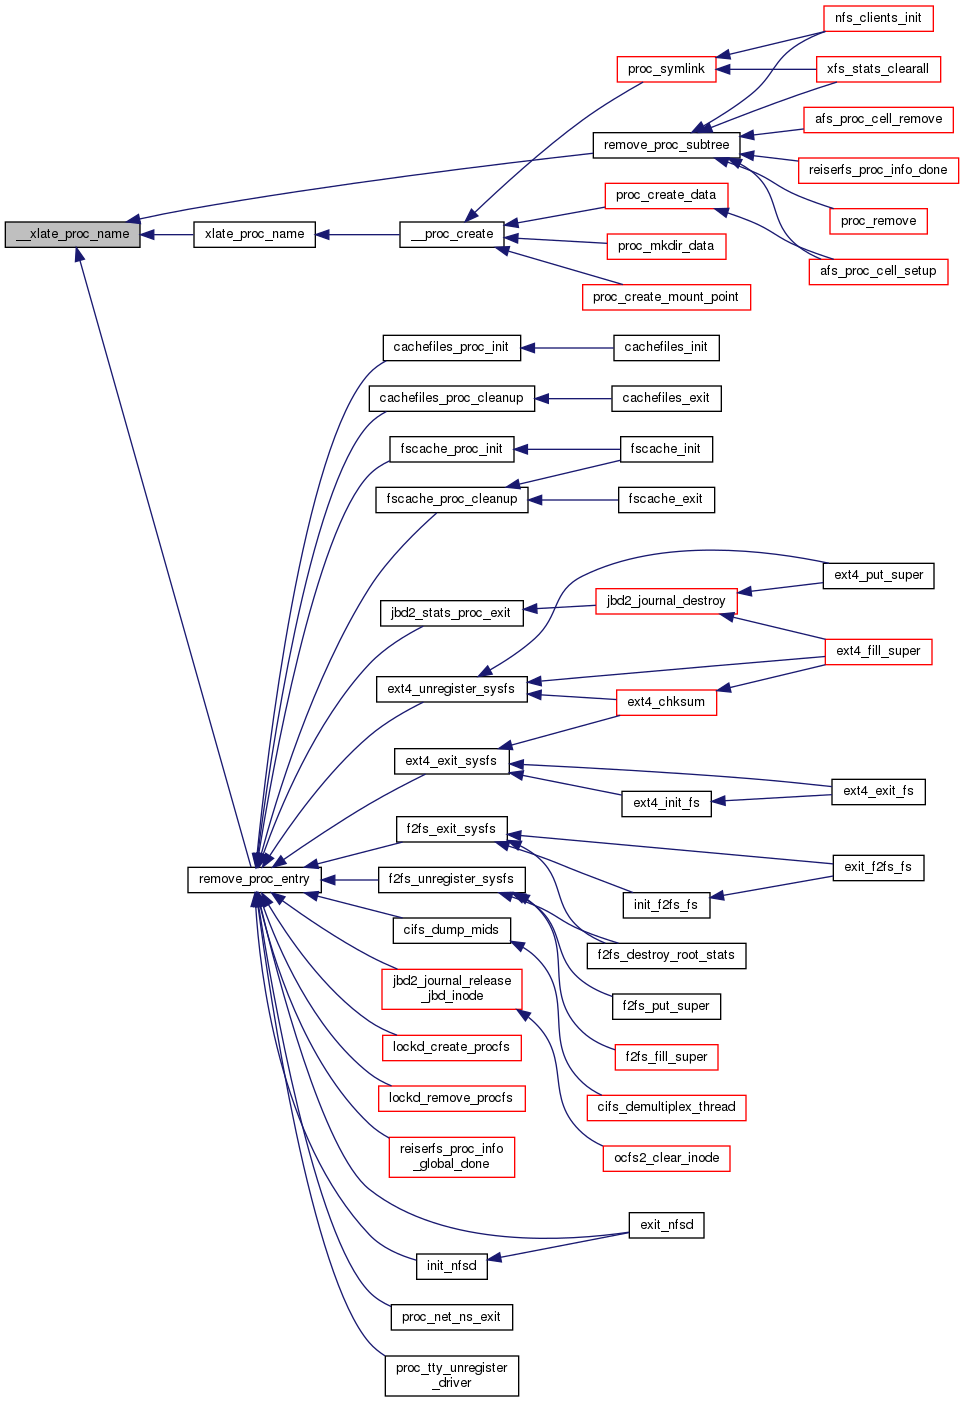 nfs_clients_init
proc_symlink
xfs_stats_clearall
afs_proc_cell_remove
remove_proc_subtree
reiserfs_proc_info_done
proc_create_data
proc_remove
__xlate_proc_name
xlate_proc_name
__proc_create
proc_mkdir_data
afs_proc_cell_setup
proc_create_mount_point
cachefiles_proc_init
cachefiles_init
cachefiles_proc_cleanup
cachefiles_exit
fscache_proc_init
fscache_init
fscache_proc_cleanup
fscache_exit
ext4_put_super
jbd2_stats_proc_exit
jbd2_journal_destroy
ext4_fill_super
ext4_unregister_sysfs
ext4_chksum
ext4_exit_sysfs
ext4_init_fs
ext4_exit_fs
f2fs_exit_sysfs
exit_f2fs_fs
remove_proc_entry
f2fs_unregister_sysfs
init_f2fs_fs
cifs_dump_mids
f2fs_destroy_root_stats
jbd2_journal_release
_jbd_inode
f2fs_put_super
lockd_create_procfs
f2fs_fill_super
lockd_remove_procfs
cifs_demultiplex_thread
reiserfs_proc_info
_global_done
ocfs2_clear_inode
exit_nfsd
init_nfsd
proc_net_ns_exit
proc_tty_unregister
_driver